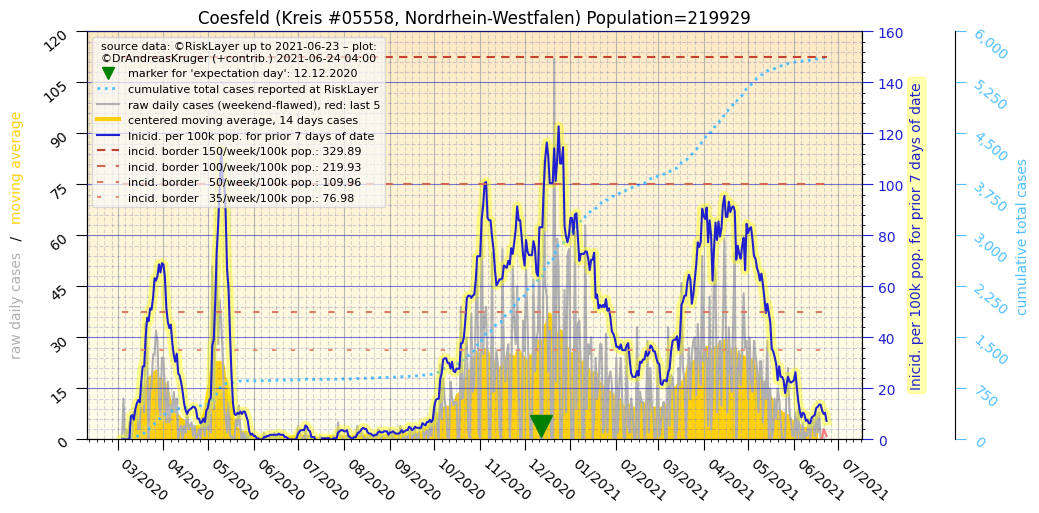 Coesfeld (Kreis #05558, Nordrhein-Westfalen) Population=219929
source data: ©RiskLayer up to 2021-06-23 – plot:
©DrAndreasKruger (+contrib.) 2021-06-24 04:00
marker for 'expectation day': 12.12.2020
cumulative total cases reported at RiskLayer
raw daily cases (weekend-flawed), red: last 5
centered moving average, 14 days cases
Inicid. per 100k pop. for prior 7 days of date
incid. border 150/week/100k pop.: 329.89
incid. border 100/week/100k pop.: 219.93
incid. border   50/week/100k pop.: 109.96
incid. border   35/week/100k pop.: 76.98
raw daily cases   /   moving average
120
105
90
75
60
45
30
15
0
03/2020
04/2020
05/2020
06/2020
07/2020
08/2020
09/2020
10/2020
11/2020
12/2020
01/2021
02/2021
03/2021
04/2021
05/2021
06/2021
07/2021
160
140
120
100
80
60
40
20
0
Inicid. per 100k pop. for prior 7 days of date
6,000
5,250
4,500
3,750
3,000
2,250
1,500
750
0
cumulative total cases